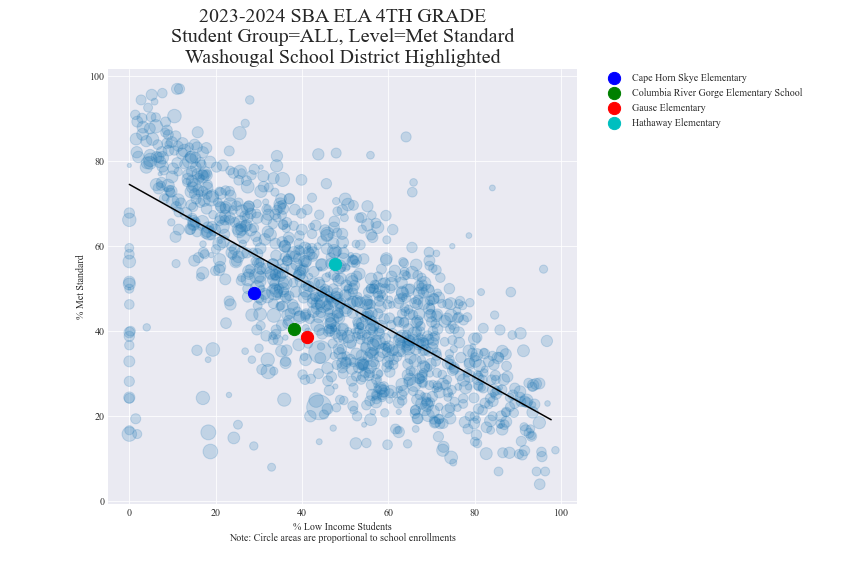 2023-2024 SBA ELA 4TH GRADE
Student Group=ALL, Level=Met Standard
Washougal School District Highlighted
Cape Horn Skye Elementary
Columbia River Gorge Elementary School
Gause Elementary
Hathaway Elementary
100
80
60
40
20
0
% Met Standard
0 20 40 60 80 100
% Low Income Students
Note: Circle areas are proportional to school enrollments